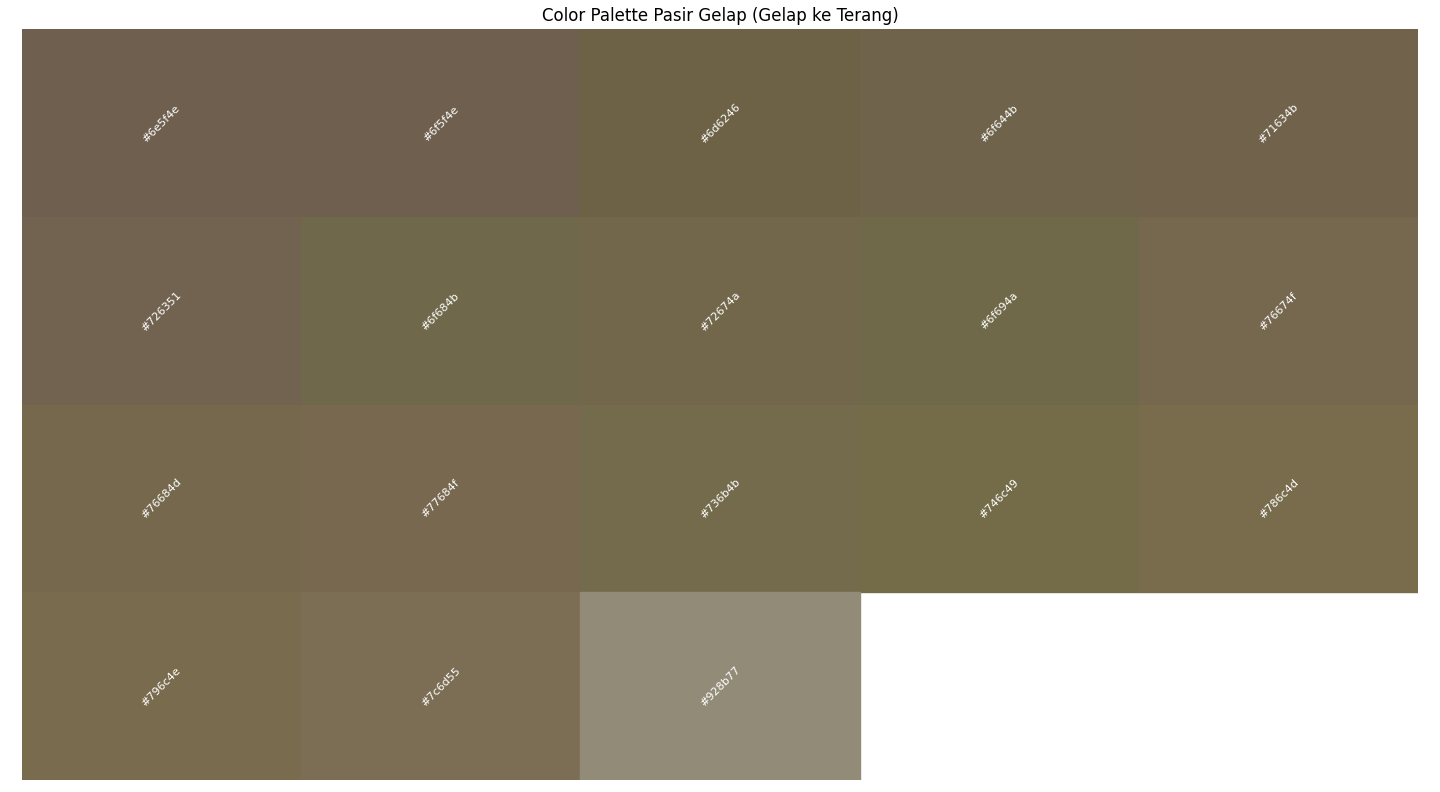 Color Palette Pasir Gelap (Gelap ke Terang)
#6e5f4e
#6f5f4e
#6d6246
#6f644b
#71634b
#726351
#6f684b
#72674a
#6f694a
#76674f
#76684d
#77684f
#736b4b
#746c49
#786c4d
#796c4e
#7c6d55
#928b77